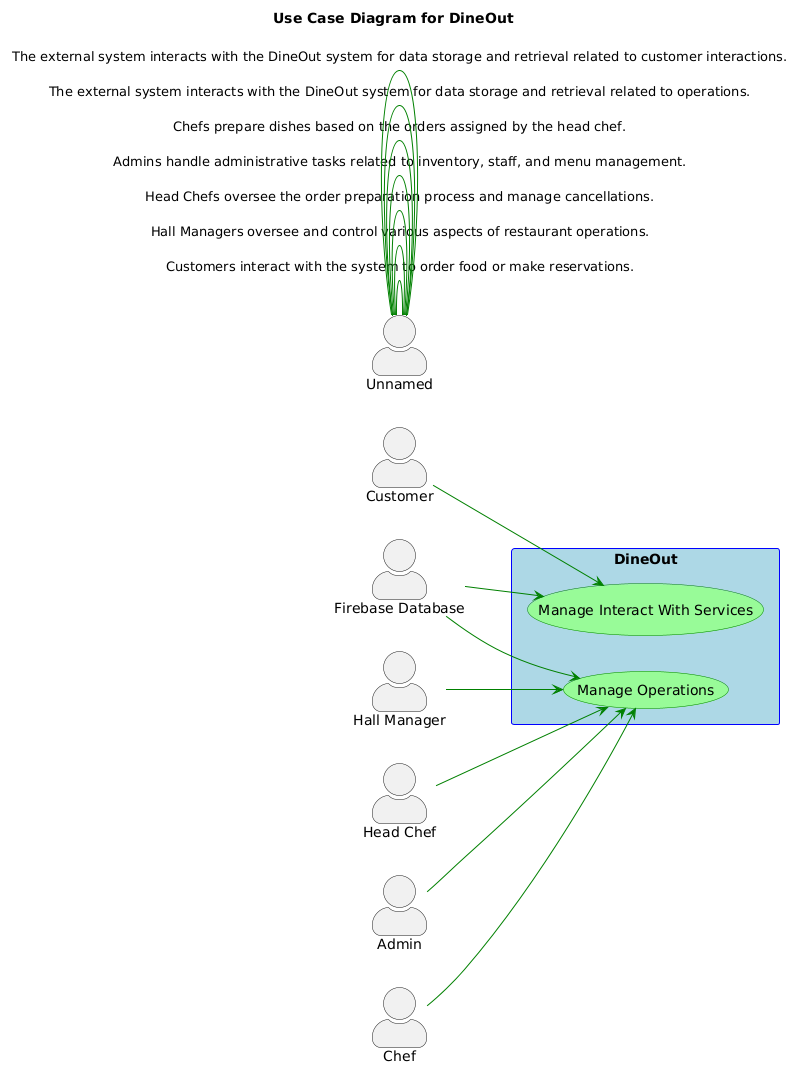 Use Case Diagram for DineOut
The external system interacts with the DineOut system for data storage and retrieval related to customer interactions.
The external system interacts with the DineOut system for data storage and retrieval related to operations.
Chefs prepare dishes based on the orders assigned by the head chef.
Admins handle administrative tasks related to inventory, staff, and menu management.
Head Chefs oversee the order preparation process and manage cancellations.
Hall Managers oversee and control various aspects of restaurant operations.
Customers interact with the system to order food or make reservations.
Unnamed
Customer
DineOut
Firebase Database
Manage Interact With Services
Hall Manager
Manage Operations
Head Chef
Admin
Chef